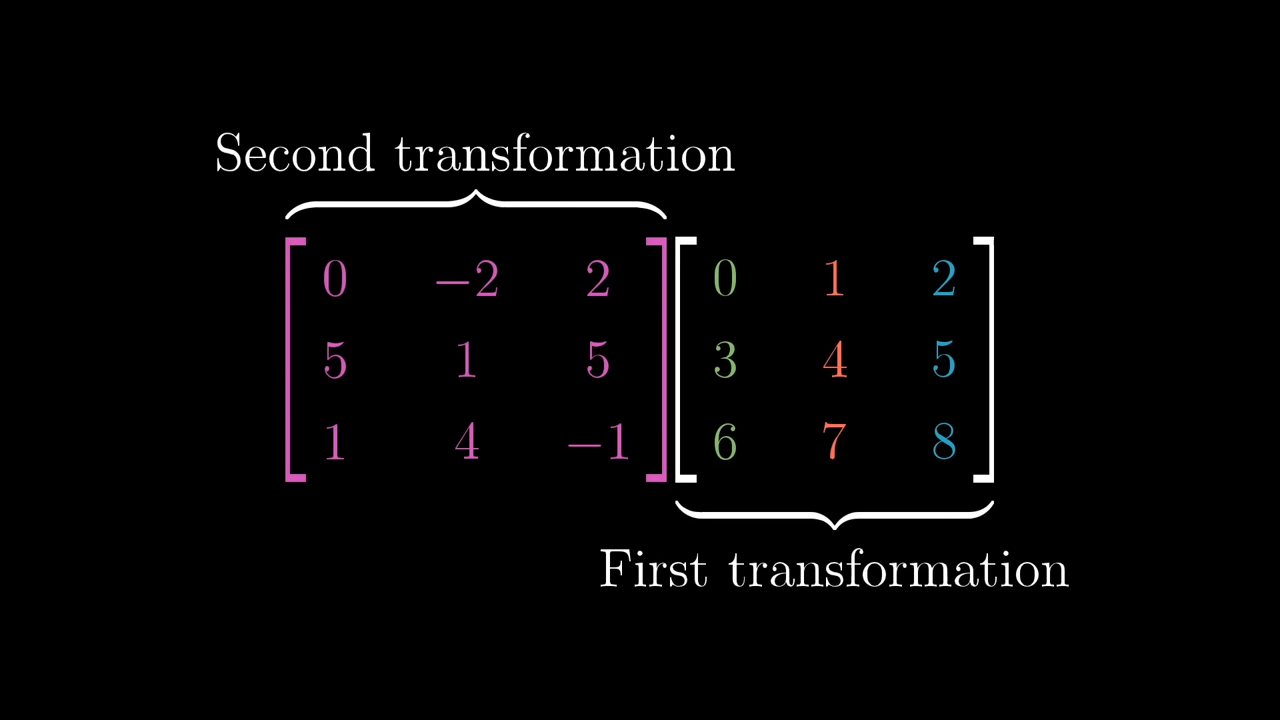 Second transformation
0 −2 2 0 1 2
5 1 5 3 4 5
1 4 −1 6 7 8
First transformation